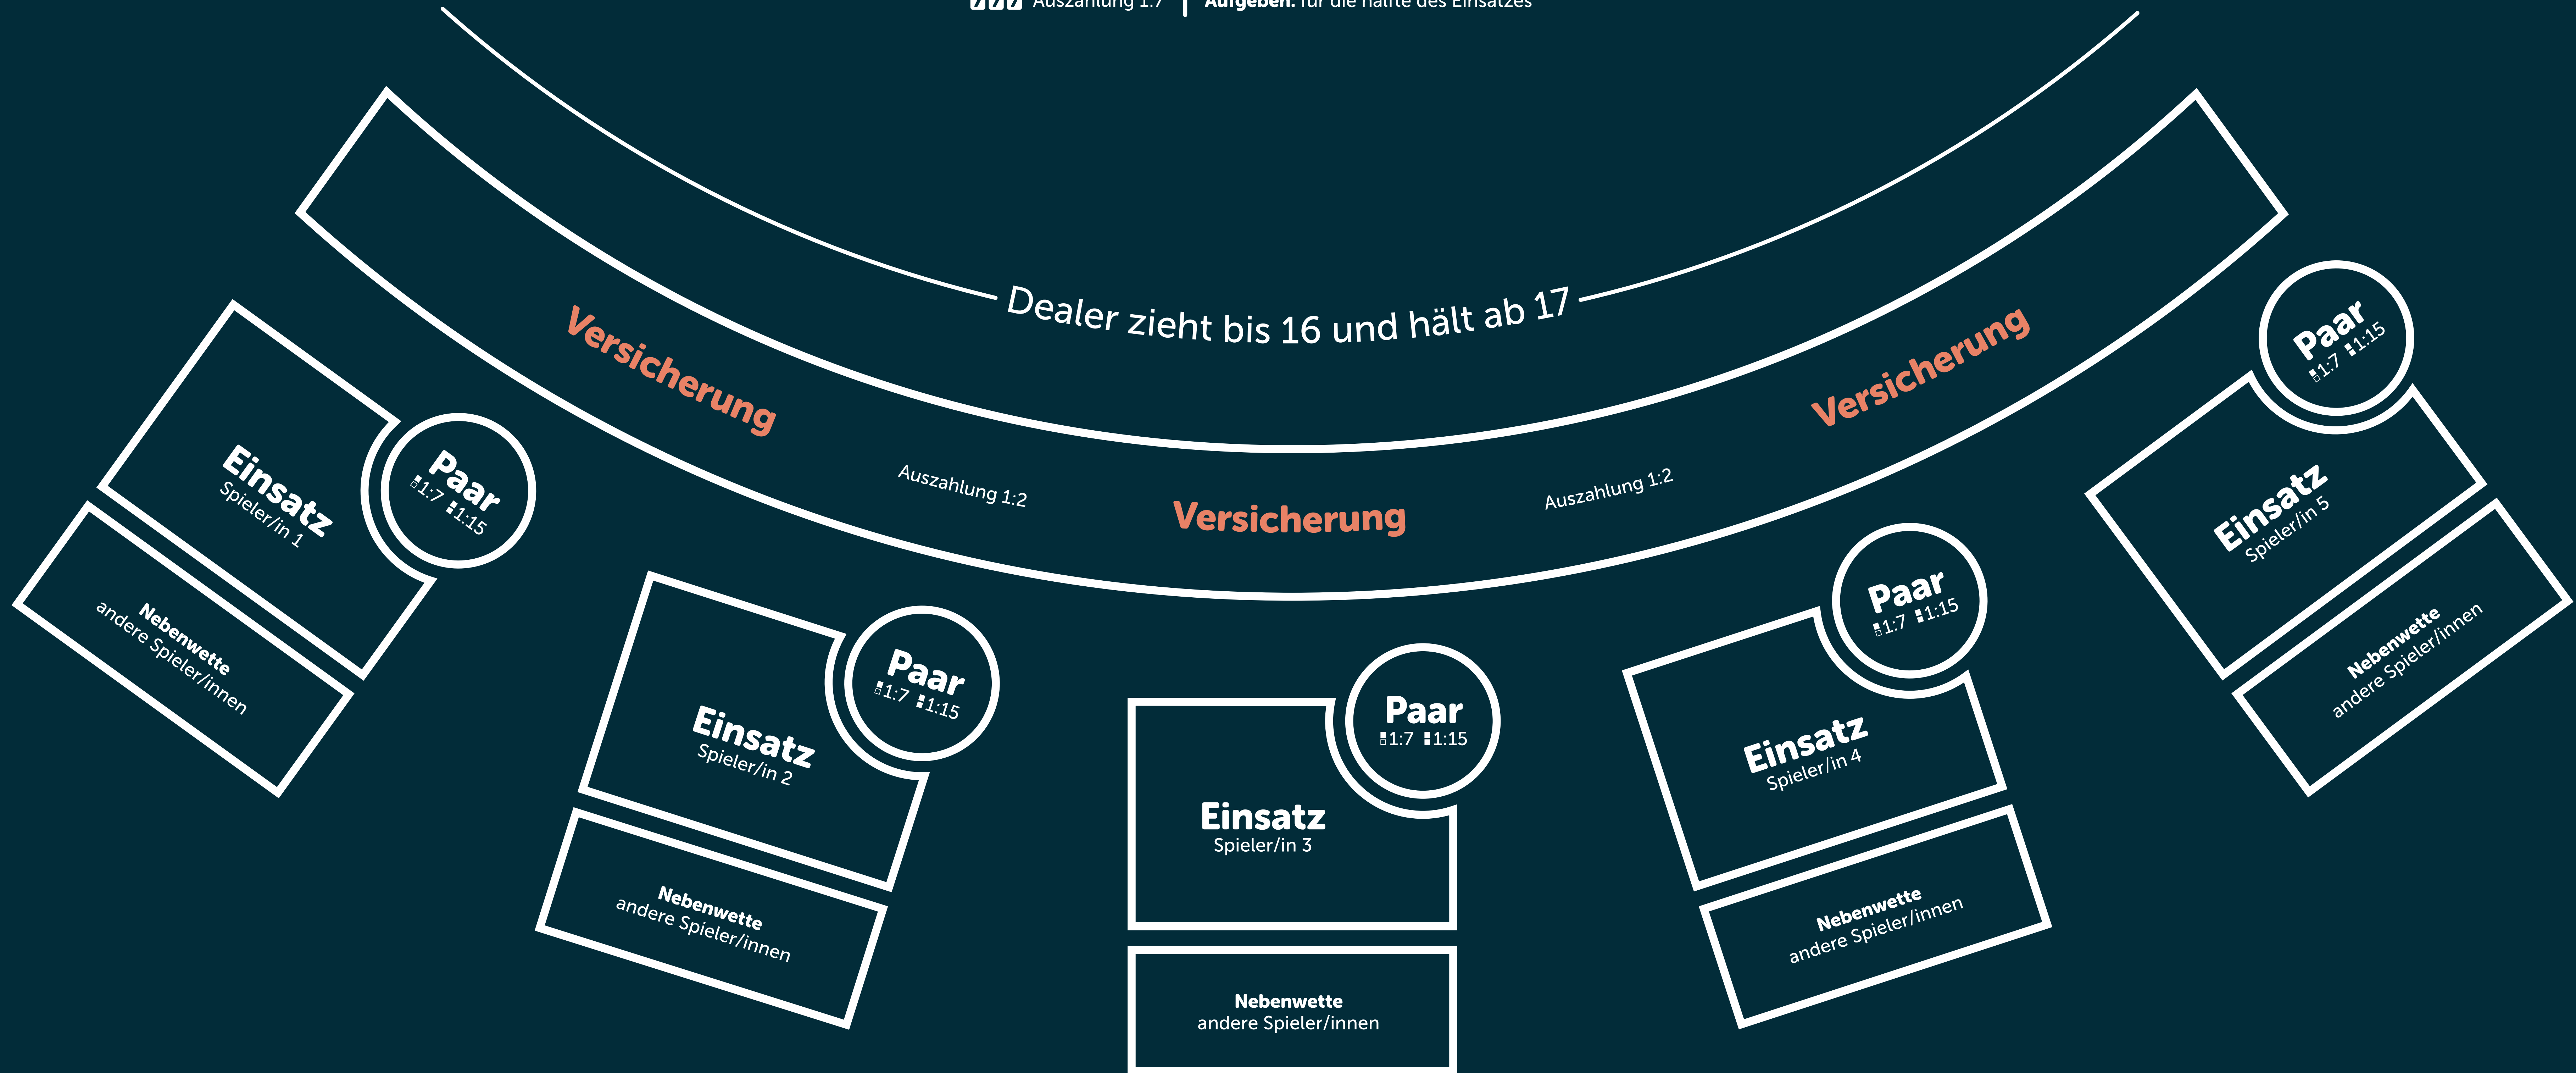 777 Auszahlung 1:7 | Aufgeben: für die Hälfte des Einsatzes
Dealer zieht bis 16 und hält ab 17
Versicherung
Auszahlung 1:2
Versicherung
Auszahlung 1:2
Versicherung
Paar
1:7 1:15
Einsatz
Spieler/in 1
Nebenwette
andere Spieler/innen
Paar
1:7 1:15
Einsatz
Spieler/in 2
Nebenwette
andere Spieler/innen
Paar
1:7 1:15
Einsatz
Spieler/in 3
Nebenwette
andere Spieler/innen
Paar
1:7 1:15
Einsatz
Spieler/in 4
Nebenwette
andere Spieler/innen
Paar
1:7 1:15
Einsatz
Spieler/in 5
Nebenwette
andere Spieler/innen